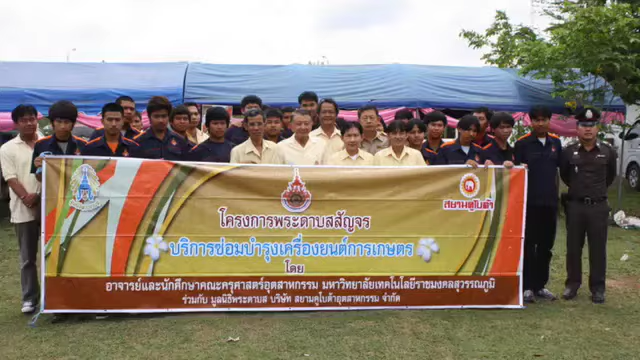 สยามคูโบต้า
โครงการพระดาบสสัญจร
บริการซ่อมบำรุงเครื่องยนต์การเกษตร
โดย
อาจารย์และนักศึกษาคณะครุศาสตร์อุตสาหกรรม มหาวิทยาลัยเทคโนโลยีราชมงคลสุวรรณภูมิ
ร่วมกับ มูลนิธิพระดาบส บริษัท สยามคูโบต้าอุตสาหกรรม จำกัด